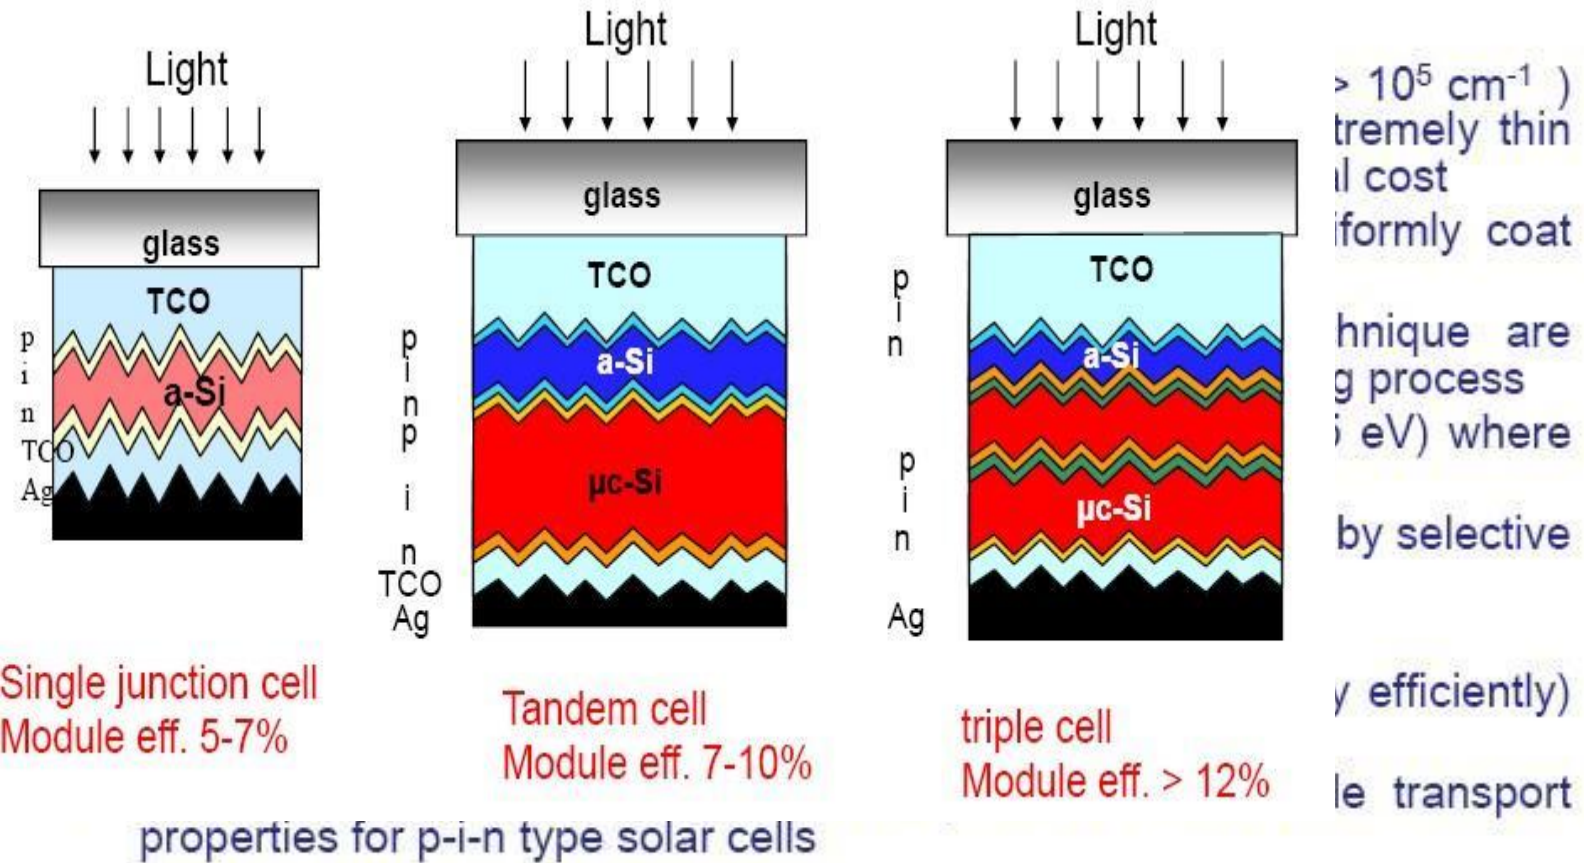 Light
glass
TCO
p
i
a-Si
n
TCO
Ag
Single junction cell
Module eff. 5-7%
Light
glass
TCO
p
i
a-Si
n
p
i
µc-Si
n
TCO
Ag
Tandem cell
Module eff. 7-10%
Light
glass
TCO
p
i
n
a-Si
p
i
n
µc-Si
Ag
triple cell
Module eff. > 12%
> 10⁵ cm⁻¹ )
tremely thin
l cost
iformly coat
hnique are
g process
eV) where
by selective
y efficiently)
le transport
properties for p-i-n type solar cells